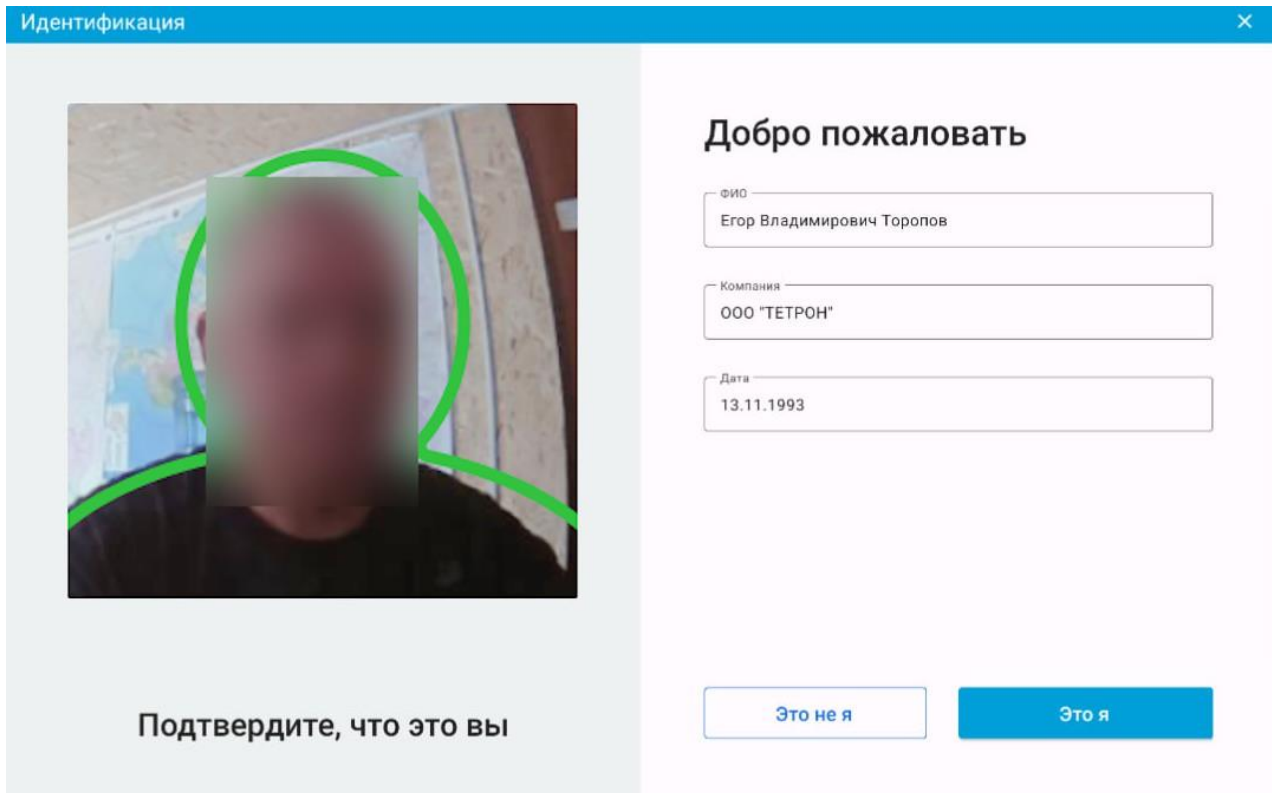 Идентификация
Добро пожаловать
ФИО
Егор Владимирович Торопов
Компания
ООО "ТЕТРОН"
Дата
13.11.1993
Подтвердите, что это вы
Это не я
Это я